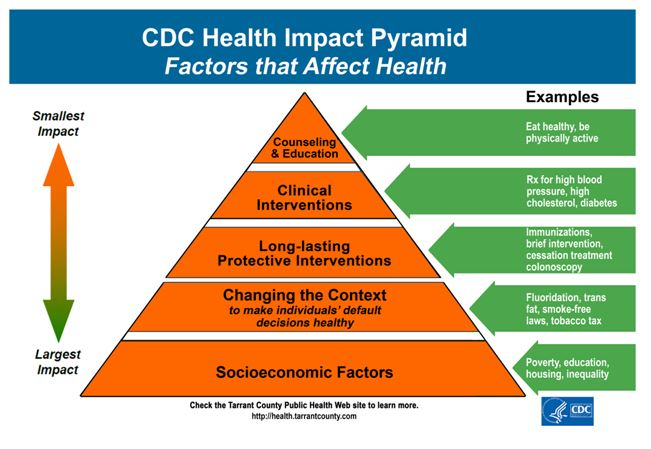 CDC Health Impact Pyramid
Factors that Affect Health
Smallest
Impact
Largest
Impact
Counseling
& Education
Clinical
Interventions
Long-lasting
Protective Interventions
Changing the Context
to make individuals' default
decisions healthy
Socioeconomic Factors
Examples
Eat healthy, be
physically active
Rx for high blood
pressure, high
cholesterol, diabetes
Immunizations,
brief intervention,
cessation treatment
colonoscopy
Fluoridation, trans
fat, smoke-free
laws, tobacco tax
Poverty, education,
housing, inequality
Check the Tarrant County Public Health Web site to learn more.
http://health.tarrantcounty.com
CDC